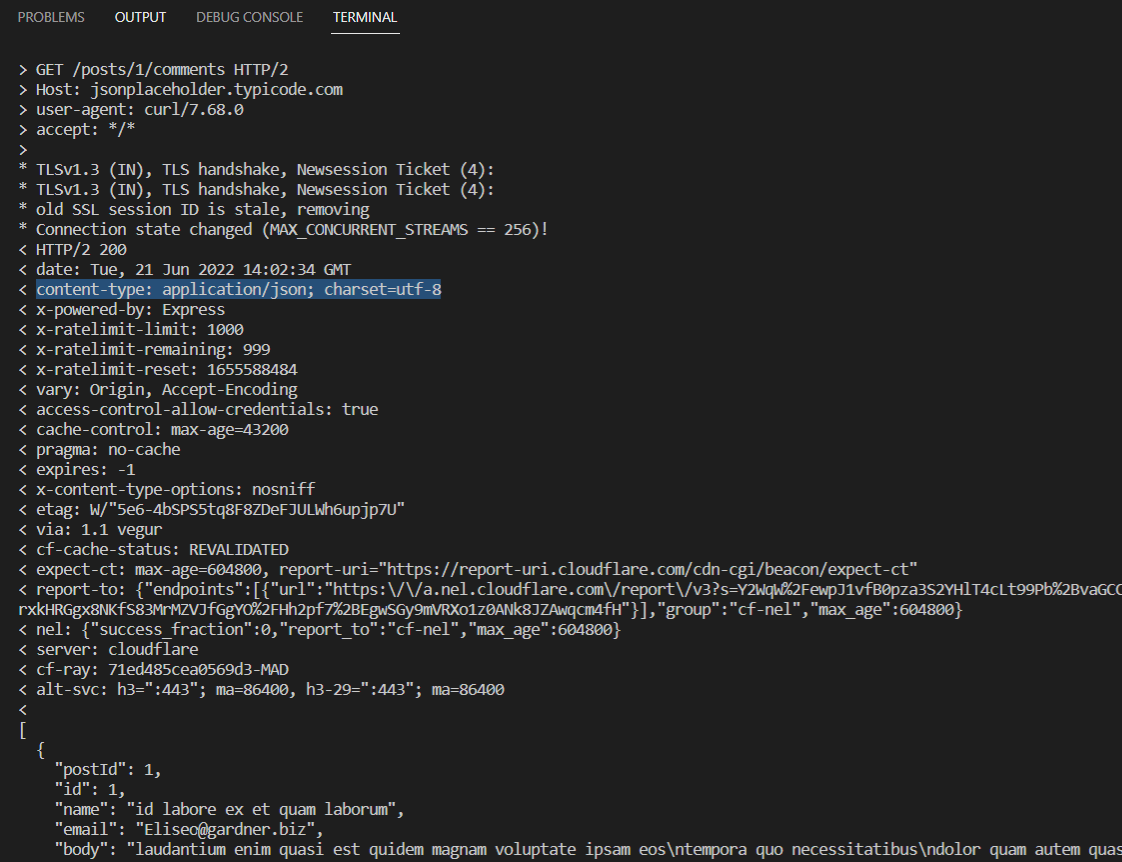 PROBLEMS OUTPUT DEBUG CONSOLE TERMINAL
> GET /posts/1/comments HTTP/2
> Host: jsonplaceholder.typicode.com
> user-agent: curl/7.68.0
> accept: */*
>
* TLSv1.3 (IN), TLS handshake, Newsession Ticket (4):
* TLSv1.3 (IN), TLS handshake, Newsession Ticket (4):
* old SSL session ID is stale, removing
* Connection state changed (MAX_CONCURRENT_STREAMS == 256)!
< HTTP/2 200
< date: Tue, 21 Jun 2022 14:02:34 GMT
< content-type: application/json; charset=utf-8
< x-powered-by: Express
< x-ratelimit-limit: 1000
< x-ratelimit-remaining: 999
< x-ratelimit-reset: 1655588484
< vary: Origin, Accept-Encoding
< access-control-allow-credentials: true
< cache-control: max-age=43200
< pragma: no-cache
< expires: -1
< x-content-type-options: nosniff
< etag: W/"5e6-4bSPS5tq8F8ZDeFJULWh6upjp7U"
< via: 1.1 vegur
< cf-cache-status: REVALIDATED
< expect-ct: max-age=604800, report-uri="https://report-uri.cloudflare.com/cdn-cgi/beacon/expect-ct"
< report-to: {"endpoints":[{"url":"https:\/\/a.nel.cloudflare.com\/report\/v3?s=Y2WqW%2FewpJ1vfB0pza3S2YHlT4cLt99Pb%2BvaGCC
rxkHRGgx8NKfS83MrMZVJfGgYO%2FHh2pf7%2BEgwSGy9mVRXo1z0ANk8JZAwqcm4fH"}],"group":"cf-nel","max_age":604800}
< nel: {"success_fraction":0,"report_to":"cf-nel","max_age":604800}
< server: cloudflare
< cf-ray: 71ed485cea0569d3-MAD
< alt-svc: h3=":443"; ma=86400, h3-29=":443"; ma=86400
<
[
{
"postId": 1,
"id": 1,
"name": "id labore ex et quam laborum",
"email": "Eliseo@gardner.biz",
"body": "laudantium enim quasi est quidem magnam voluptate ipsam eos\ntempora quo necessitatibus\ndolor quam autem quas